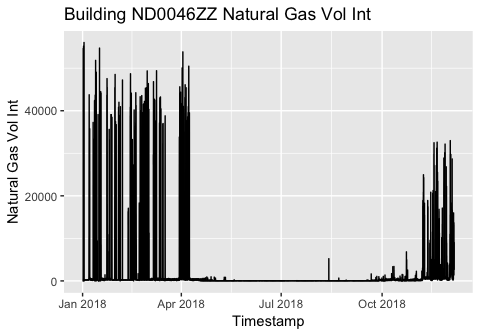 Building ND0046ZZ Natural Gas Vol Int
Natural Gas Vol Int
40000
20000
0
Jan 2018 Apr 2018 Jul 2018 Oct 2018
Timestamp